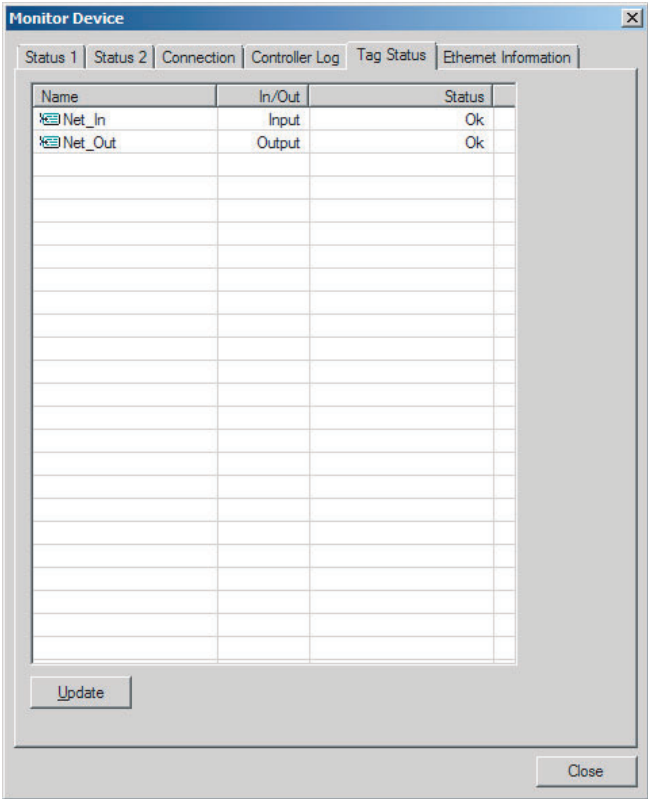 Monitor Device
Status 1 Status 2 Connection Controller Log Tag Status Ethernet Information
Name In/Out Status
Net_In Input Ok
Net_Out Output Ok
Update
Close